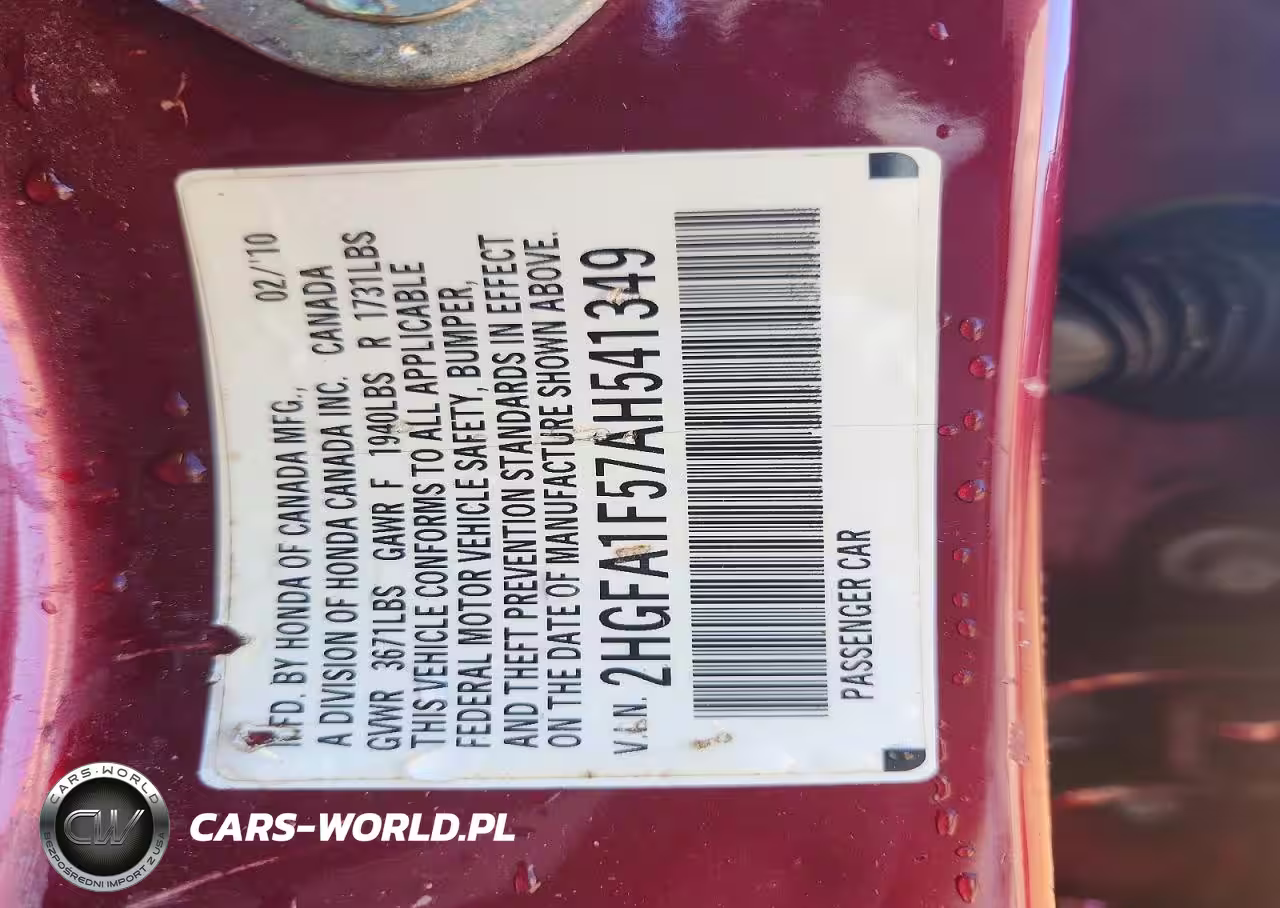 MFD. BY HONDA OF CANADA MFG., 02/'10
A DIVISION OF HONDA CANADA INC. CANADA
GVWR 3671LBS GAWR F 1940LBS R 1731LBS
THIS VEHICLE CONFORMS TO ALL APPLICABLE
FEDERAL MOTOR VEHICLE SAFETY, BUMPER,
AND THEFT PREVENTION STANDARDS IN EFFECT
ON THE DATE OF MANUFACTURE SHOWN ABOVE.
V.I.N. 2HGFA1F57AH541349
PASSENGER CAR
CARS-WORLD
CW
BEZPOŚREDNI IMPORT Z USA
CARS-WORLD.PL